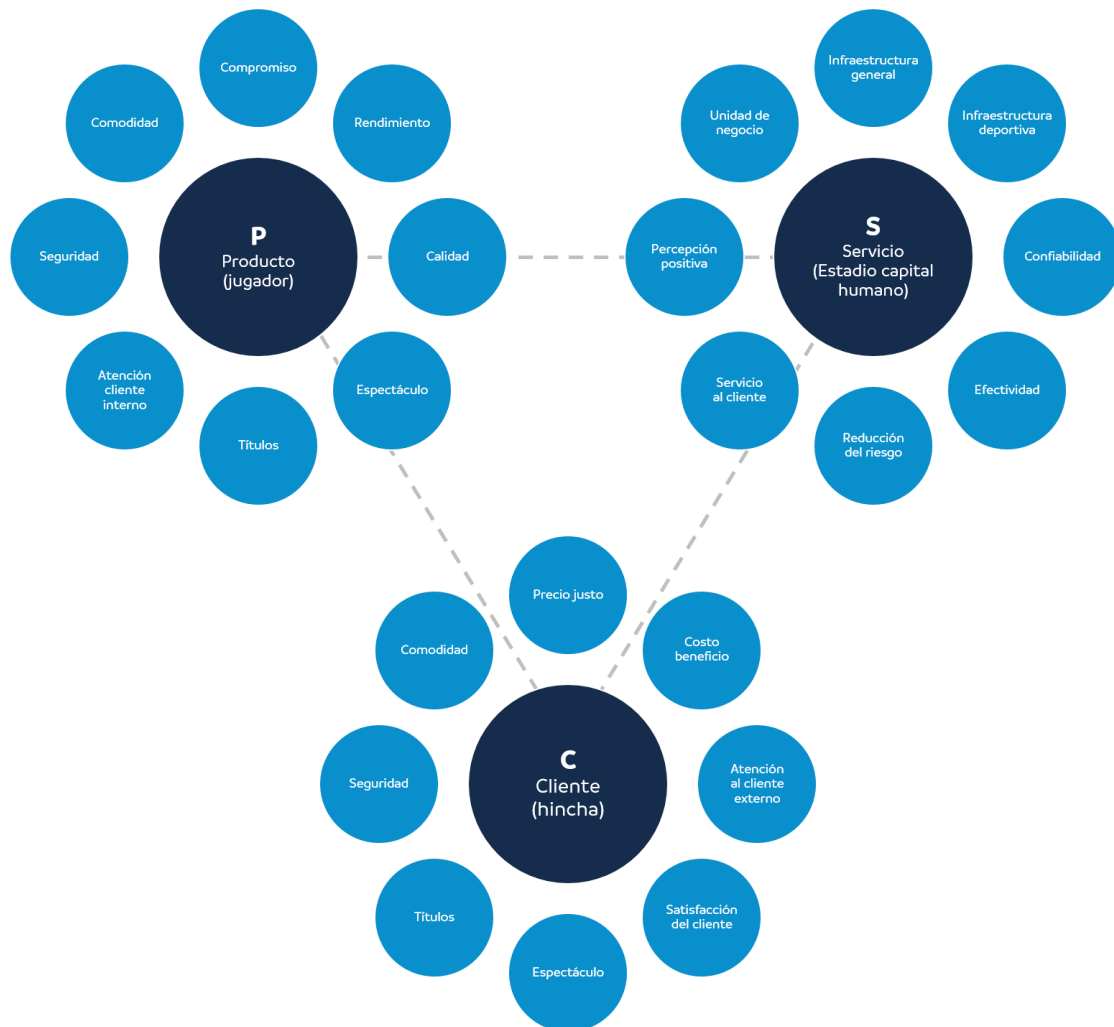 Compromiso
Comodidad
Rendimiento
Seguridad
P
Producto
(jugador)
Calidad
Atención
cliente
interno
Espectáculo
Títulos
Infraestructura
general
Unidad de
negocio
Infraestructura
deportiva
Percepción
positiva
S
Servicio
(Estadio capital
humano)
Confiabilidad
Servicio
al cliente
Efectividad
Reducción
del riesgo
Precio justo
Comodidad
Costo
beneficio
Seguridad
C
Cliente
(hincha)
Atención
al cliente
externo
Títulos
Satisfacción
del cliente
Espectáculo